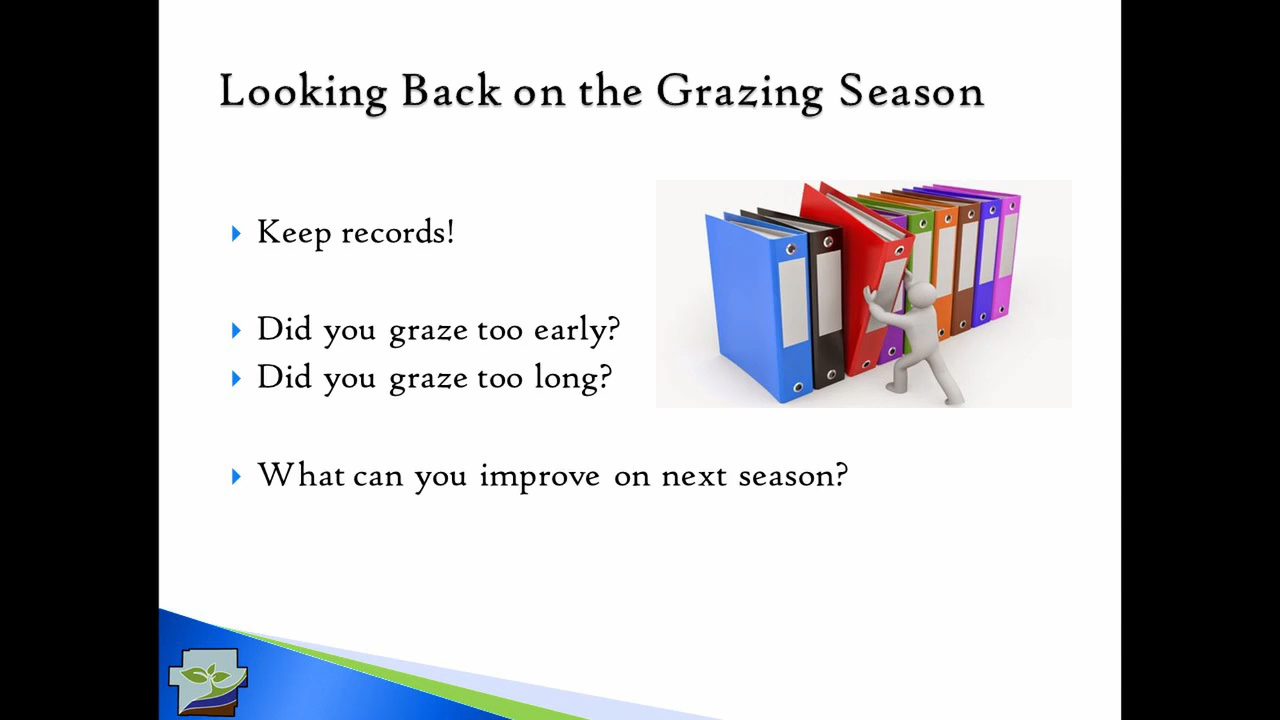 Looking Back on the Grazing Season
Keep records!
Did you graze too early?
Did you graze too long?
What can you improve on next season?